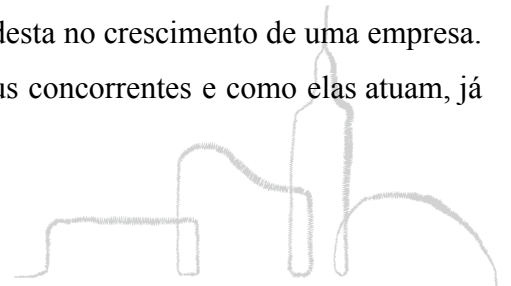 desta no crescimento de uma empresa.
us concorrentes e como elas atuam, já